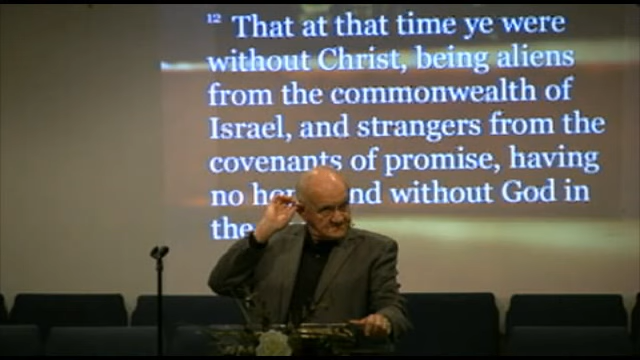 12 That at that time ye were
without Christ, being aliens
from the commonwealth of
Israel, and strangers from the
covenants of promise, having
no and without God in
the